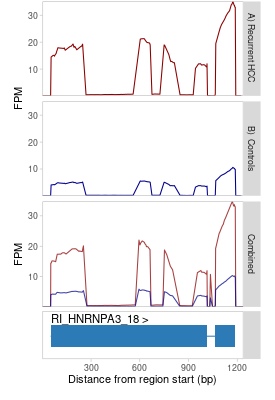 30
20
10
A) Recurrent HCC
FPM
30
20
10
B) Controls
30
20
10
FPM
Combined
RI_HNRNPA3_18 >
300 600 900 1200
Distance from region start (bp)